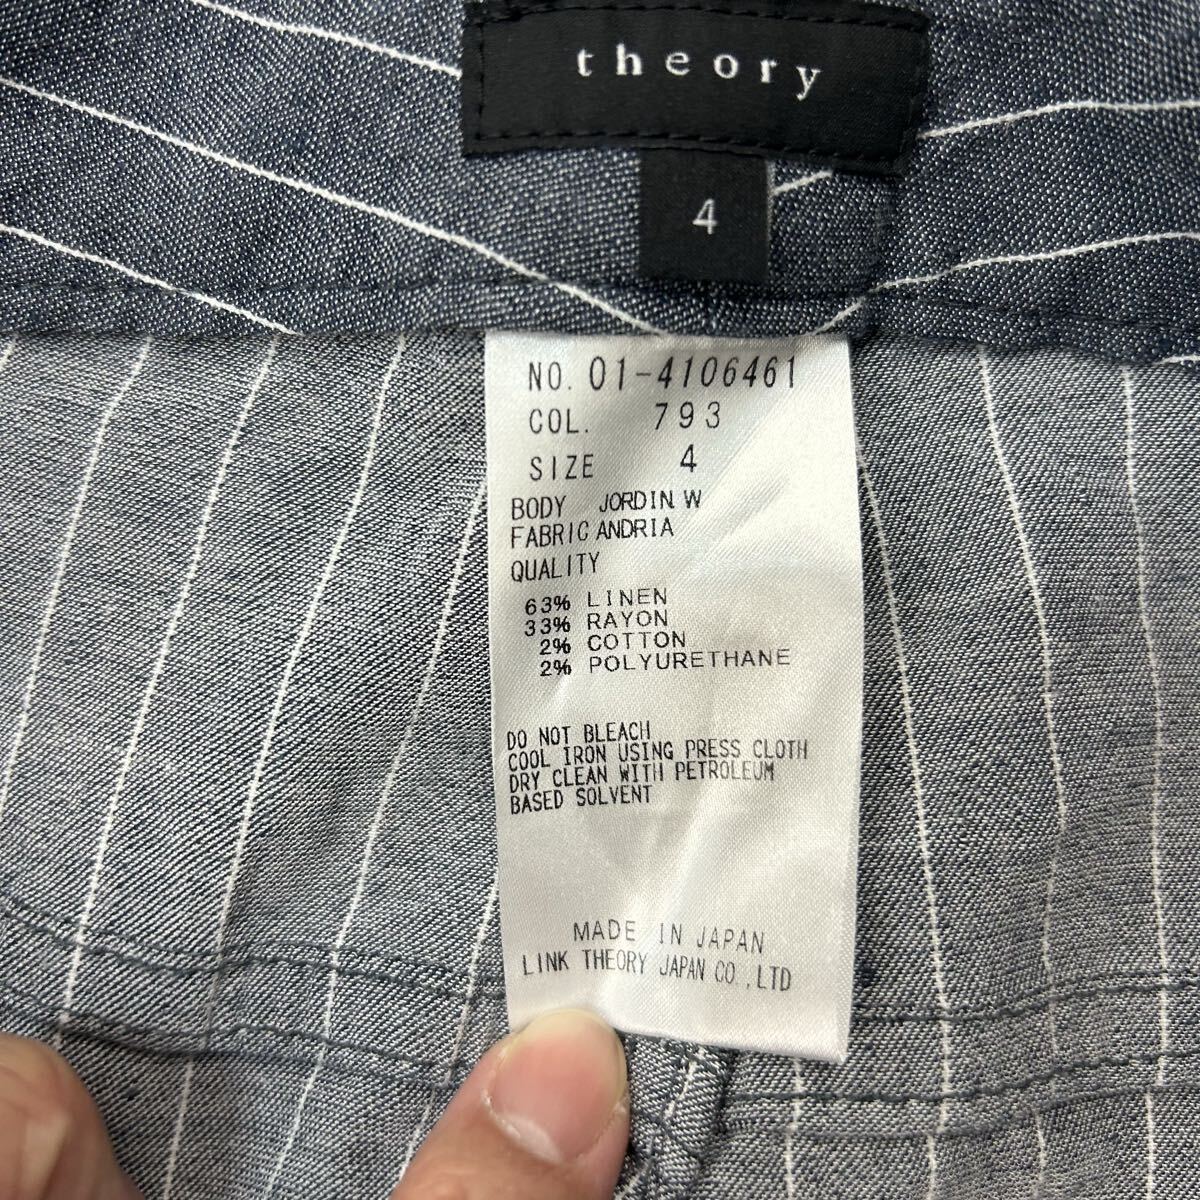 theory
4
NO. 01-4106461
COL. 793
SIZE 4
BODY JORDIN W
FABRIC ANDRIA
QUALITY
63% LINEN
33% RAYON
2% COTTON
2% POLYURETHANE
DO NOT BLEACH
COOL IRON USING PRESS CLOTH
DRY CLEAN WITH PETROLEUM
BASED SOLVENT
MADE IN JAPAN
LINK THEORY JAPAN CO.,LTD